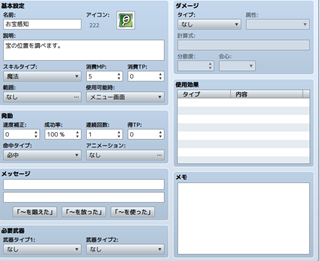 基本設定
名前:
アイコン:
お宝感知
222
説明:
宝の位置を調べます。
スキルタイプ:
消費MP:
消費TP:
魔法
5
0
範囲:
使用可能時:
なし
メニュー画面
発動
速度補正:
成功率:
連続回数:
得TP:
0
100 %
1
0
命中タイプ:
アニメーション:
必中
なし
メッセージ
「～を唱えた」
「～を放った」
「～を使った」
必要武器
武器タイプ1:
武器タイプ2:
なし
なし
ダメージ
タイプ:
属性:
なし
計算式:
分散度:
会心:
使用効果
タイプ
内容
メモ